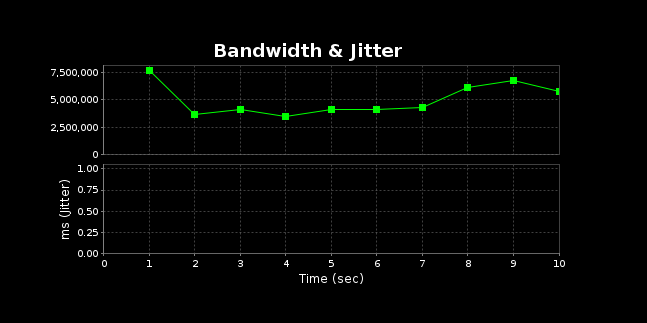 Bandwidth & Jitter
7,500,000
5,000,000
2,500,000
0
1.00
0.75
0.50
0.25
0.00
ms (Jitter)
0 1 2 3 4 5 6 7 8 9 10
Time (sec)